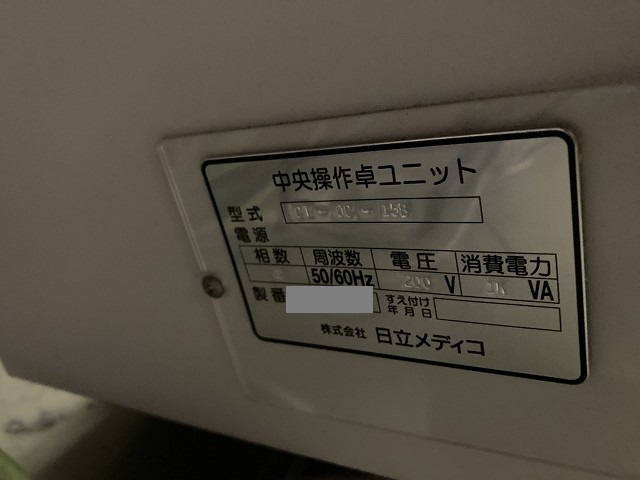 中央操作卓ユニット
型式
電源
相数 周波数 電圧 消費電力
50/60Hz 200 V VA
製番 すえ付け
年月日
株式会社 日立メディコ